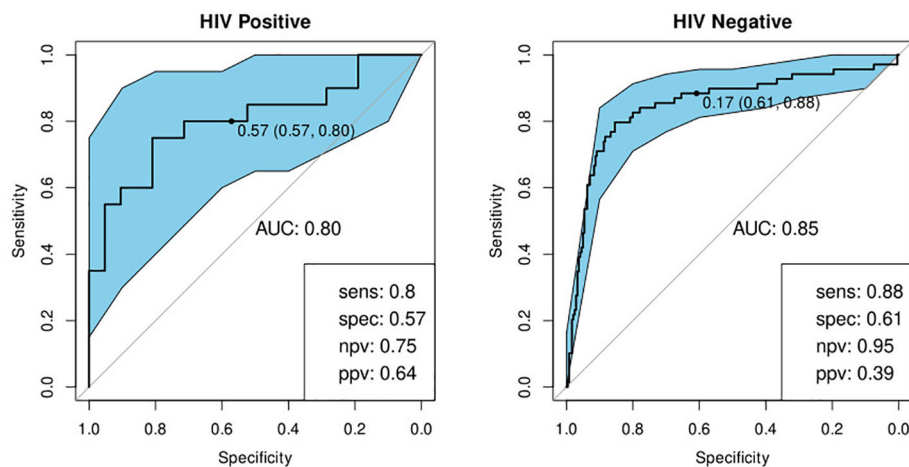 HIV Positive
1.0
0.8
0.6
0.4
0.2
0.0
Sensitivity
0.57 (0.57, 0.80)
AUC: 0.80
sens: 0.8
spec: 0.57
npv: 0.75
ppv: 0.64
1.0 0.8 0.6 0.4 0.2 0.0
Specificity
HIV Negative
1.0
0.8
0.6
0.4
0.2
0.0
Sensitivity
0.17 (0.61, 0.88)
AUC: 0.85
sens: 0.88
spec: 0.61
npv: 0.95
ppv: 0.39
1.0 0.8 0.6 0.4 0.2 0.0
Specificity